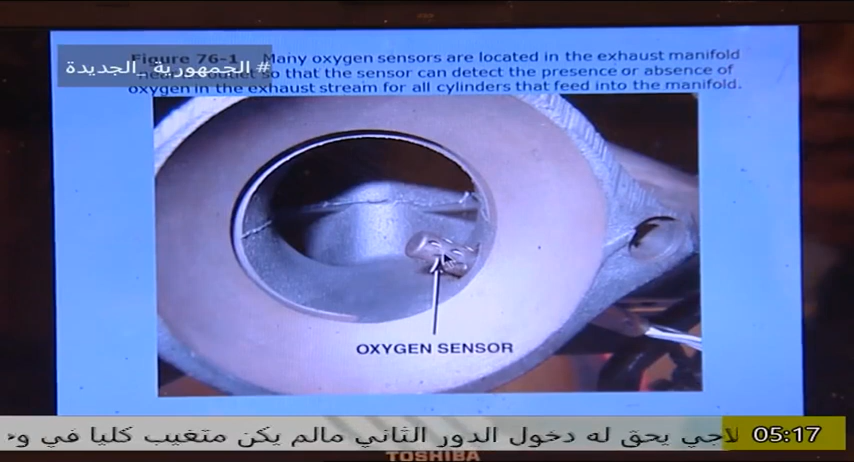 Figure 76-1 Many oxygen sensors are located in the exhaust manifold
so that the sensor can detect the presence or absence of
oxygen in the exhaust stream for all cylinders that feed into the manifold.
# الجمهورية _الجديدة
OXYGEN SENSOR
يحق له دخول الدور الثاني مالم يكن متغيب كليا في
05:17
TOSHIBA